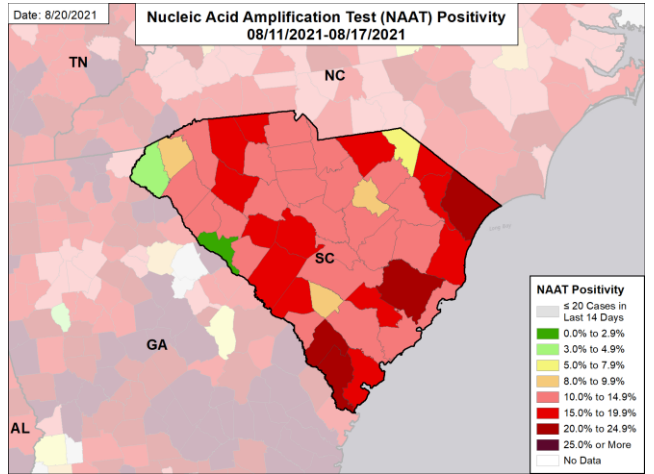 Date: 8/20/2021
Nucleic Acid Amplification Test (NAAT) Positivity
08/11/2021-08/17/2021
TN
NC
SC
GA
AL
NAAT Positivity
≤ 20 Cases in
Last 14 Days
0.0% to 2.9%
3.0% to 4.9%
5.0% to 7.9%
8.0% to 9.9%
10.0% to 14.9%
15.0% to 19.9%
20.0% to 24.9%
25.0% or More
No Data